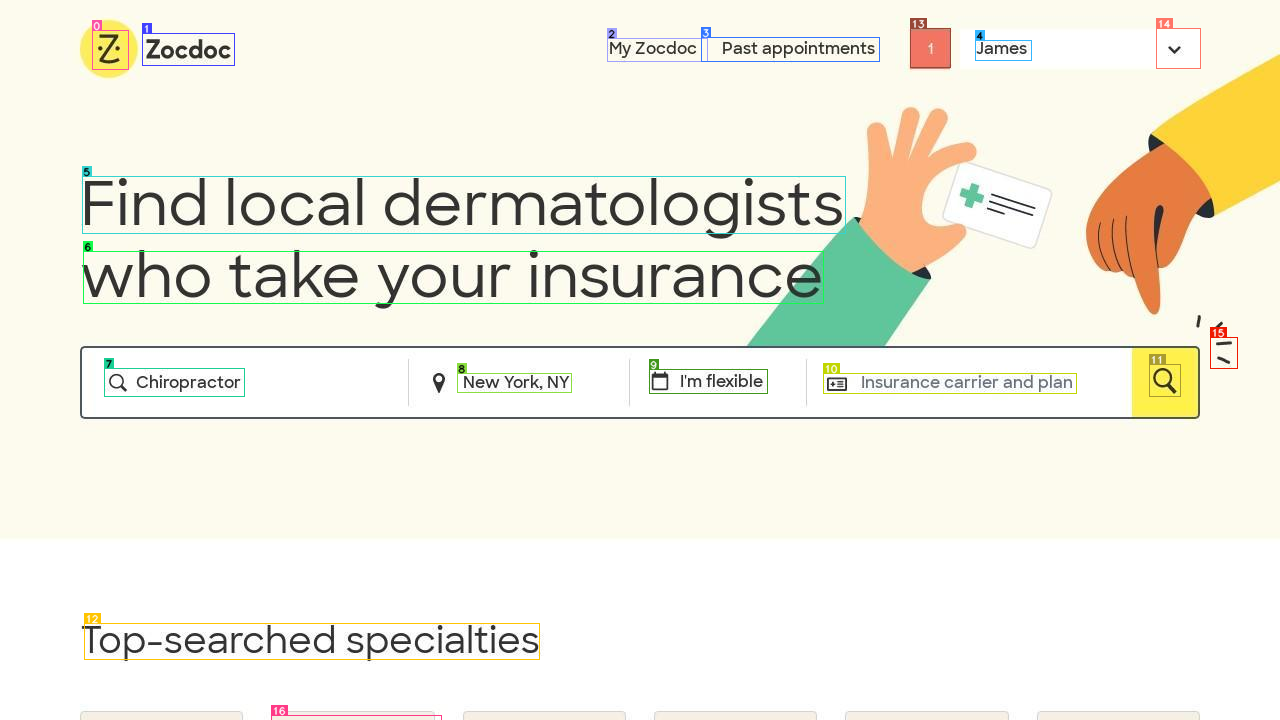 0
1
Zocdoc
2
My Zocdoc
3
Past appointments
13
1
4
James
14
5
Find local dermatologists
6
who take your insurance
15
7
Chiropractor
8
New York, NY
9
I'm flexible
10
Insurance carrier and plan
11
12
Top-searched specialties
16